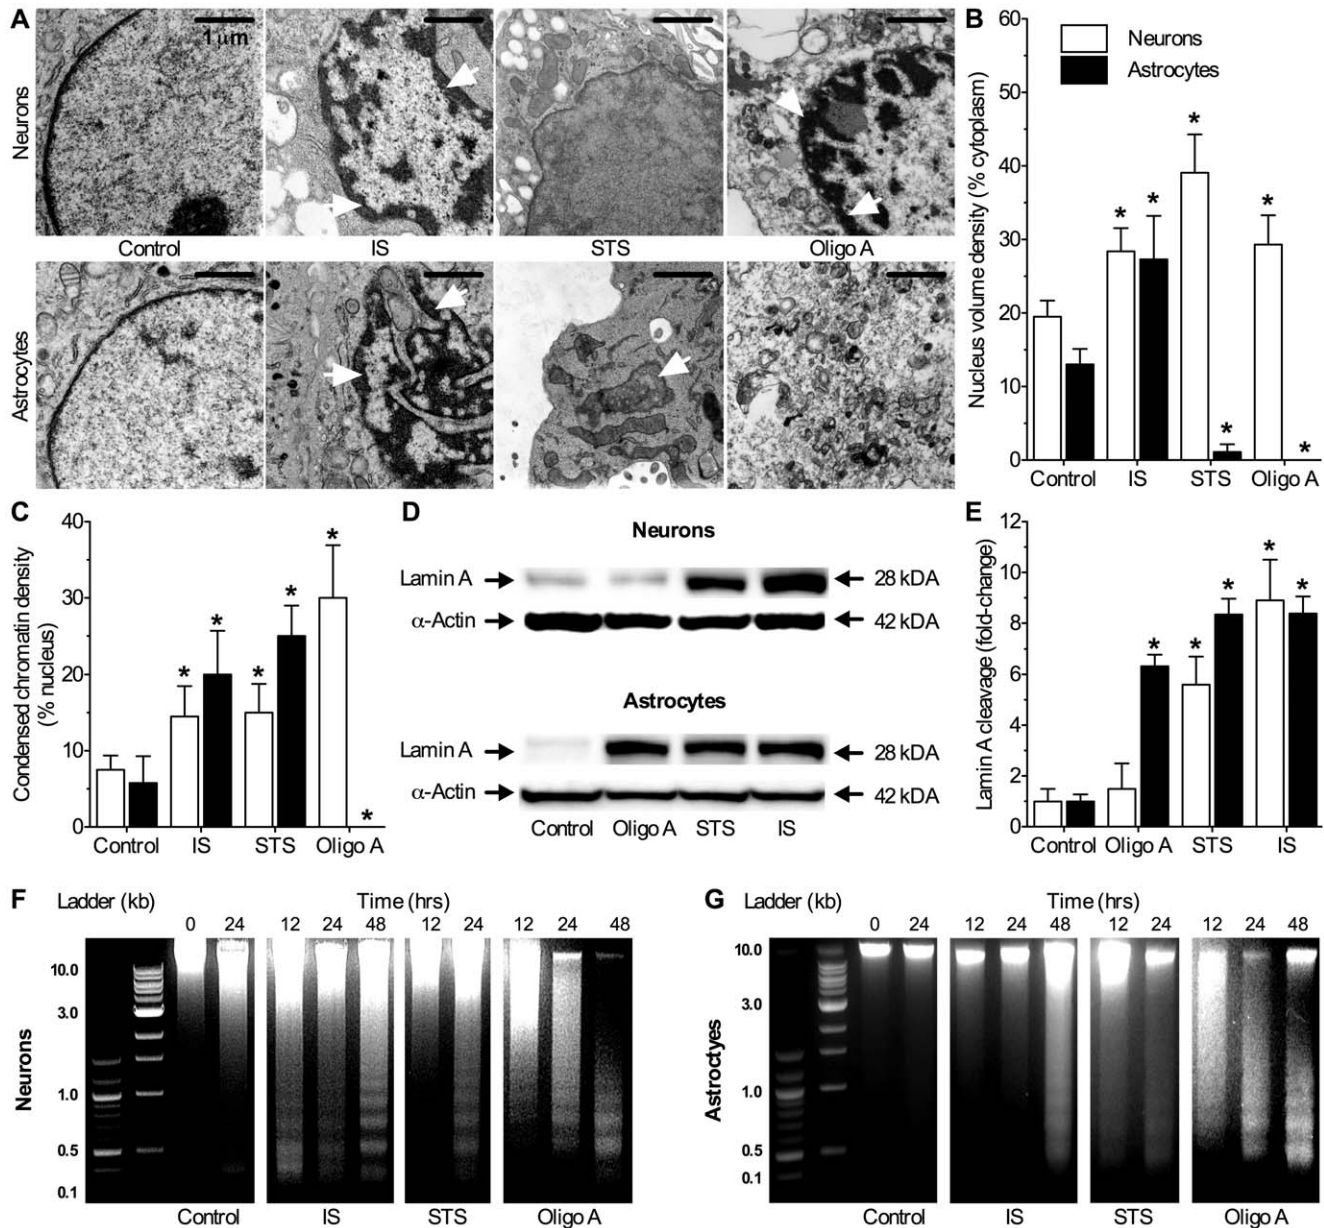 A
1μm
Neurons
Control
IS
STS
Oligo A
Astrocytes
B
Nucleus volume density (% cytoplasm)
60
50
40
30
20
10
0
Neurons
Astrocytes
*
*
*
*
*
*
Control
IS
STS
Oligo A
C
Condensed chromatin density
(% nucleus)
40
30
20
10
0
*
*
*
*
*
*
Control
IS
STS
Oligo A
D
Neurons
Lamin A
28 kDA
α-Actin
42 kDA
Astrocytes
Lamin A
28 kDA
α-Actin
42 kDA
Control
Oligo A
STS
IS
E
Lamin A cleavage (fold-change)
12
10
8
6
4
2
0
*
*
*
*
*
Control
Oligo A
STS
IS
F
Ladder (kb)
Time (hrs)
0 24 12 24 48 12 24 12 24 48
Neurons
10.0
3.0
1.0
0.5
0.1
Control
IS
STS
Oligo A
G
Ladder (kb)
Time (hrs)
0 24 12 24 48 12 24 12 24 48
Astroctyes
10.0
3.0
1.0
0.5
0.1
Control
IS
STS
Oligo A